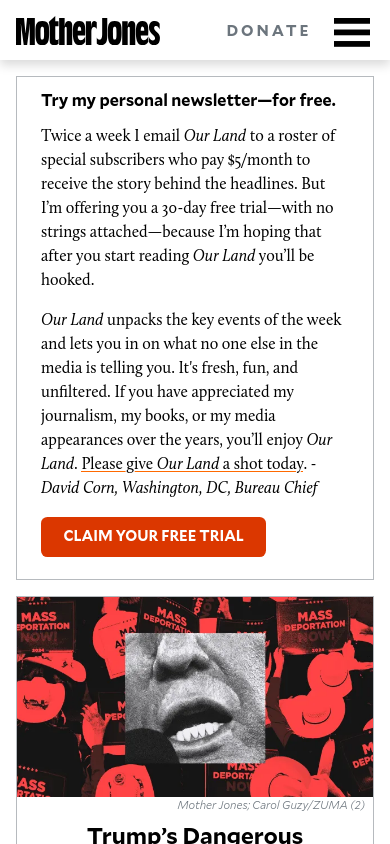 Mother Jones
DONATE
Try my personal newsletter—for free.
Twice a week I email Our Land to a roster of
special subscribers who pay $5/month to
receive the story behind the headlines. But
I'm offering you a 30-day free trial—with no
strings attached—because I'm hoping that
after you start reading Our Land you'll be
hooked.
Our Land unpacks the key events of the week
and lets you in on what no one else in the
media is telling you. It's fresh, fun, and
unfiltered. If you have appreciated my
journalism, my books, or my media
appearances over the years, you'll enjoy Our
Land. Please give Our Land a shot today. -
David Corn, Washington, DC, Bureau Chief
CLAIM YOUR FREE TRIAL
MASS
DEPORTATION
NOW!
MASS
DEPORTATION
MASS
DEPORTATION
NOW!
Mother Jones; Carol Guzy/ZUMA (2)
Trump's Dangerous